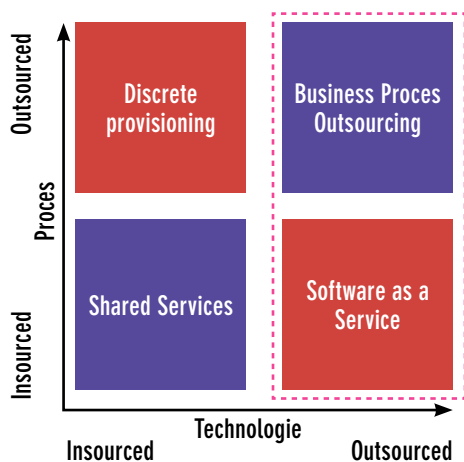 Outsourced
Proces
Insourced
Discrete
provisioning
Business Proces
Outsourcing
Shared Services
Software as a
Service
Technologie
Insourced
Outsourced